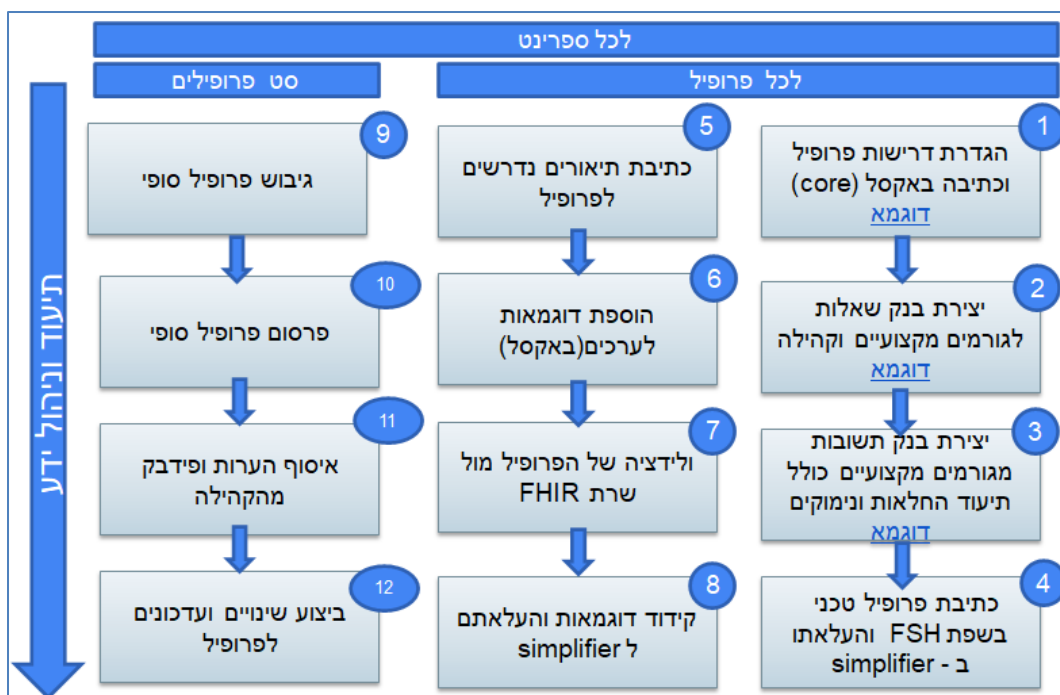 לכל ספרינט
לכל פרופיל
סט פרופילים
1
הגדרת דרישות פרופיל
וכתיבה באקסל (core)
דוגמא
2
יצירת בנק שאלות
לגורמים מקצועיים וקהילה
דוגמא
3
יצירת בנק תשובות
מגורמים מקצועיים כולל
תיעוד החלאות ונימוקים
דוגמא
4
כתיבת פרופיל טכני
בשפת FSH והעלאתו
ב - simplifier
5
כתיבת תיאורים נדרשים
לפרופיל
6
הוספת דוגמאות
לערכים(באקסל)
7
ולידציה של הפרופיל מול
שרת FHIR
8
קידוד דוגמאות והעלאתם
ל simplifier
9
גיבוש פרופיל סופי
10
פרסום פרופיל סופי
11
איסוף הערות ופידבק
מהקהילה
12
ביצוע שינויים ועדכונים
לפרופיל
תיעוד וניהול ידע